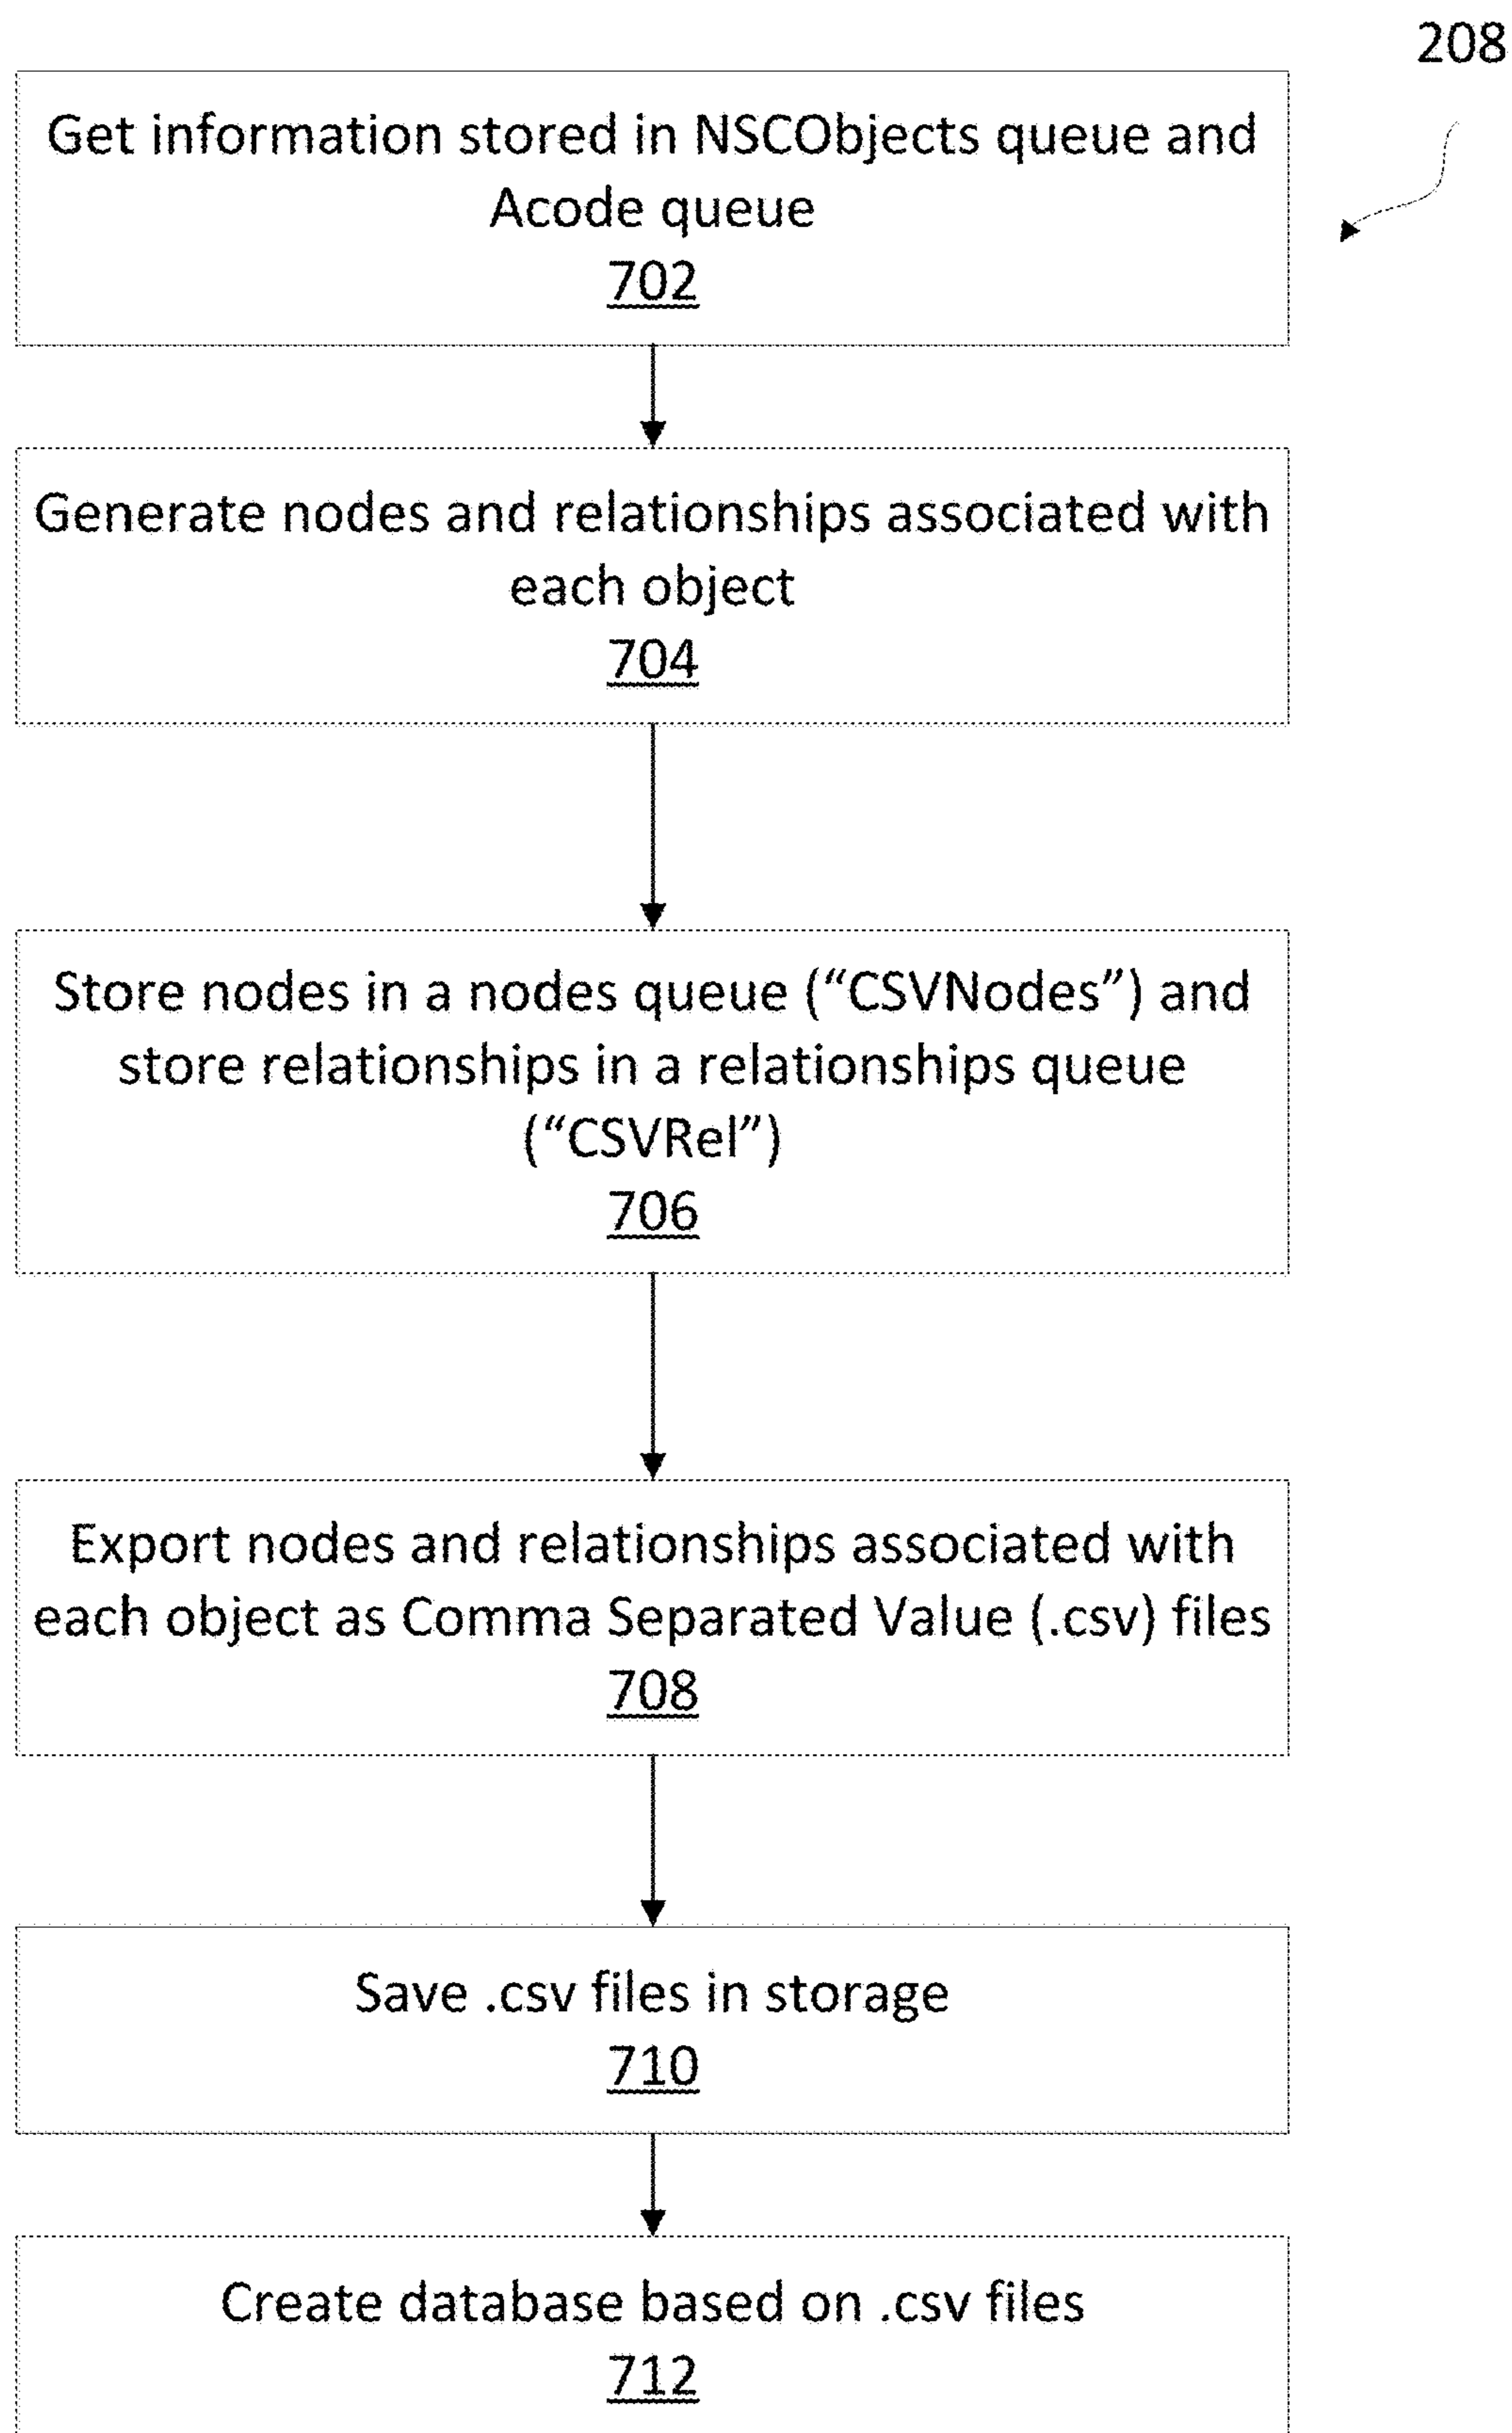 208
Get information stored in NSCObjects queue and
Acode queue
702
Generate nodes and relationships associated with
each object
704
Store nodes in a nodes queue (“CSVNodes”) and
store relationships in a relationships queue
(“CSVRel”)
706
Export nodes and relationships associated with
each object as Comma Separated Value (.csv) files
708
Save .csv files in storage
710
Create database based on .csv files
712